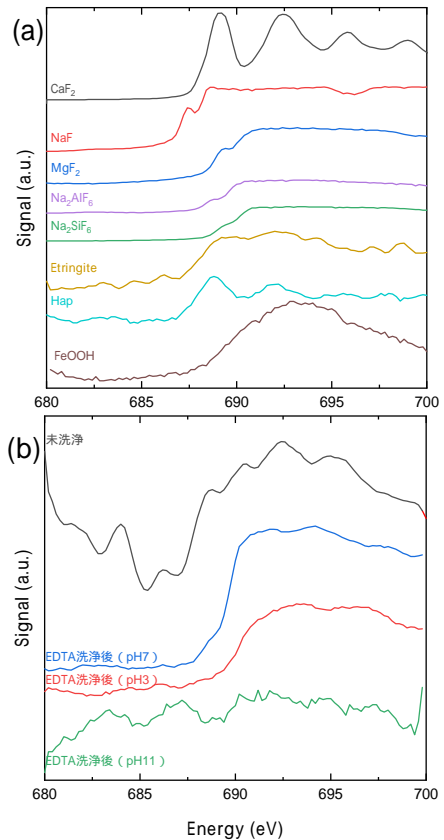 (a)
CaF2
NaF
MgF2
Na2AlF6
Na2SiF6
Etringite
Hap
FeOOH
Signal (a.u.)
680 685 690 695 700
(b)
未洗浄
EDTA洗浄後(pH7)
EDTA洗浄後(pH3)
EDTA洗浄後(pH11)
Signal (a.u.)
680 685 690 695 700
Energy (eV)